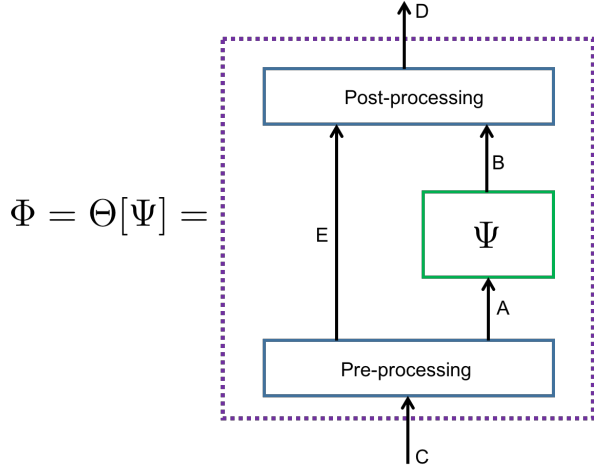 D
Post-processing
B
Φ = Θ[Ψ] =
E
Ψ
A
Pre-processing
C